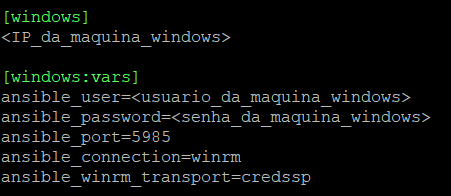 [windows]
<IP_da_maquina_windows>
[windows:vars]
ansible_user=<usuario_da_maquina_windows>
ansible_password=<senha_da_maquina_windows>
ansible_port=5985
ansible_connection=winrm
ansible_winrm_transport=credssp